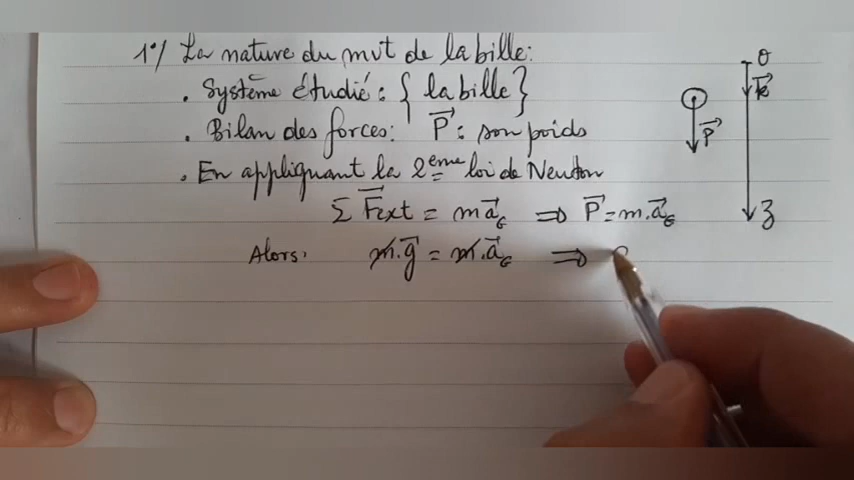 1°/ La nature du mvt de la bille:
. Système étudié: { la bille }
. Bilan des forces: P⃗: son poids
. En appliquant la 2ème loi de Newton
Σ F⃗ext = m a⃗G ⟹ P⃗ = m.a⃗G
Alors: m.g⃗ = m.a⃗G ⟹
O
k⃗
P⃗
z